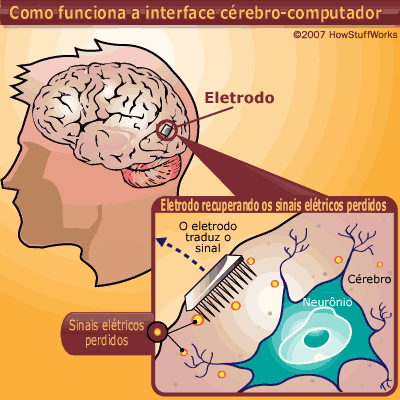 Como funciona a interface cérebro-computador
©2007 HowStuffWorks
Eletrodo
Eletrodo recuperando os sinais elétricos perdidos
O eletrodo
traduz o
sinal
Cérebro
Neurônio
Sinais elétricos
perdidos